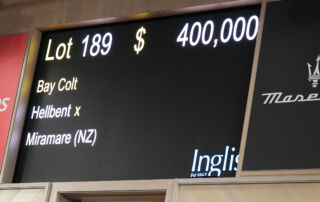 Lot 189 $ 400,000
Bay Colt
Hellbent x
Miramare (NZ)
Inglis